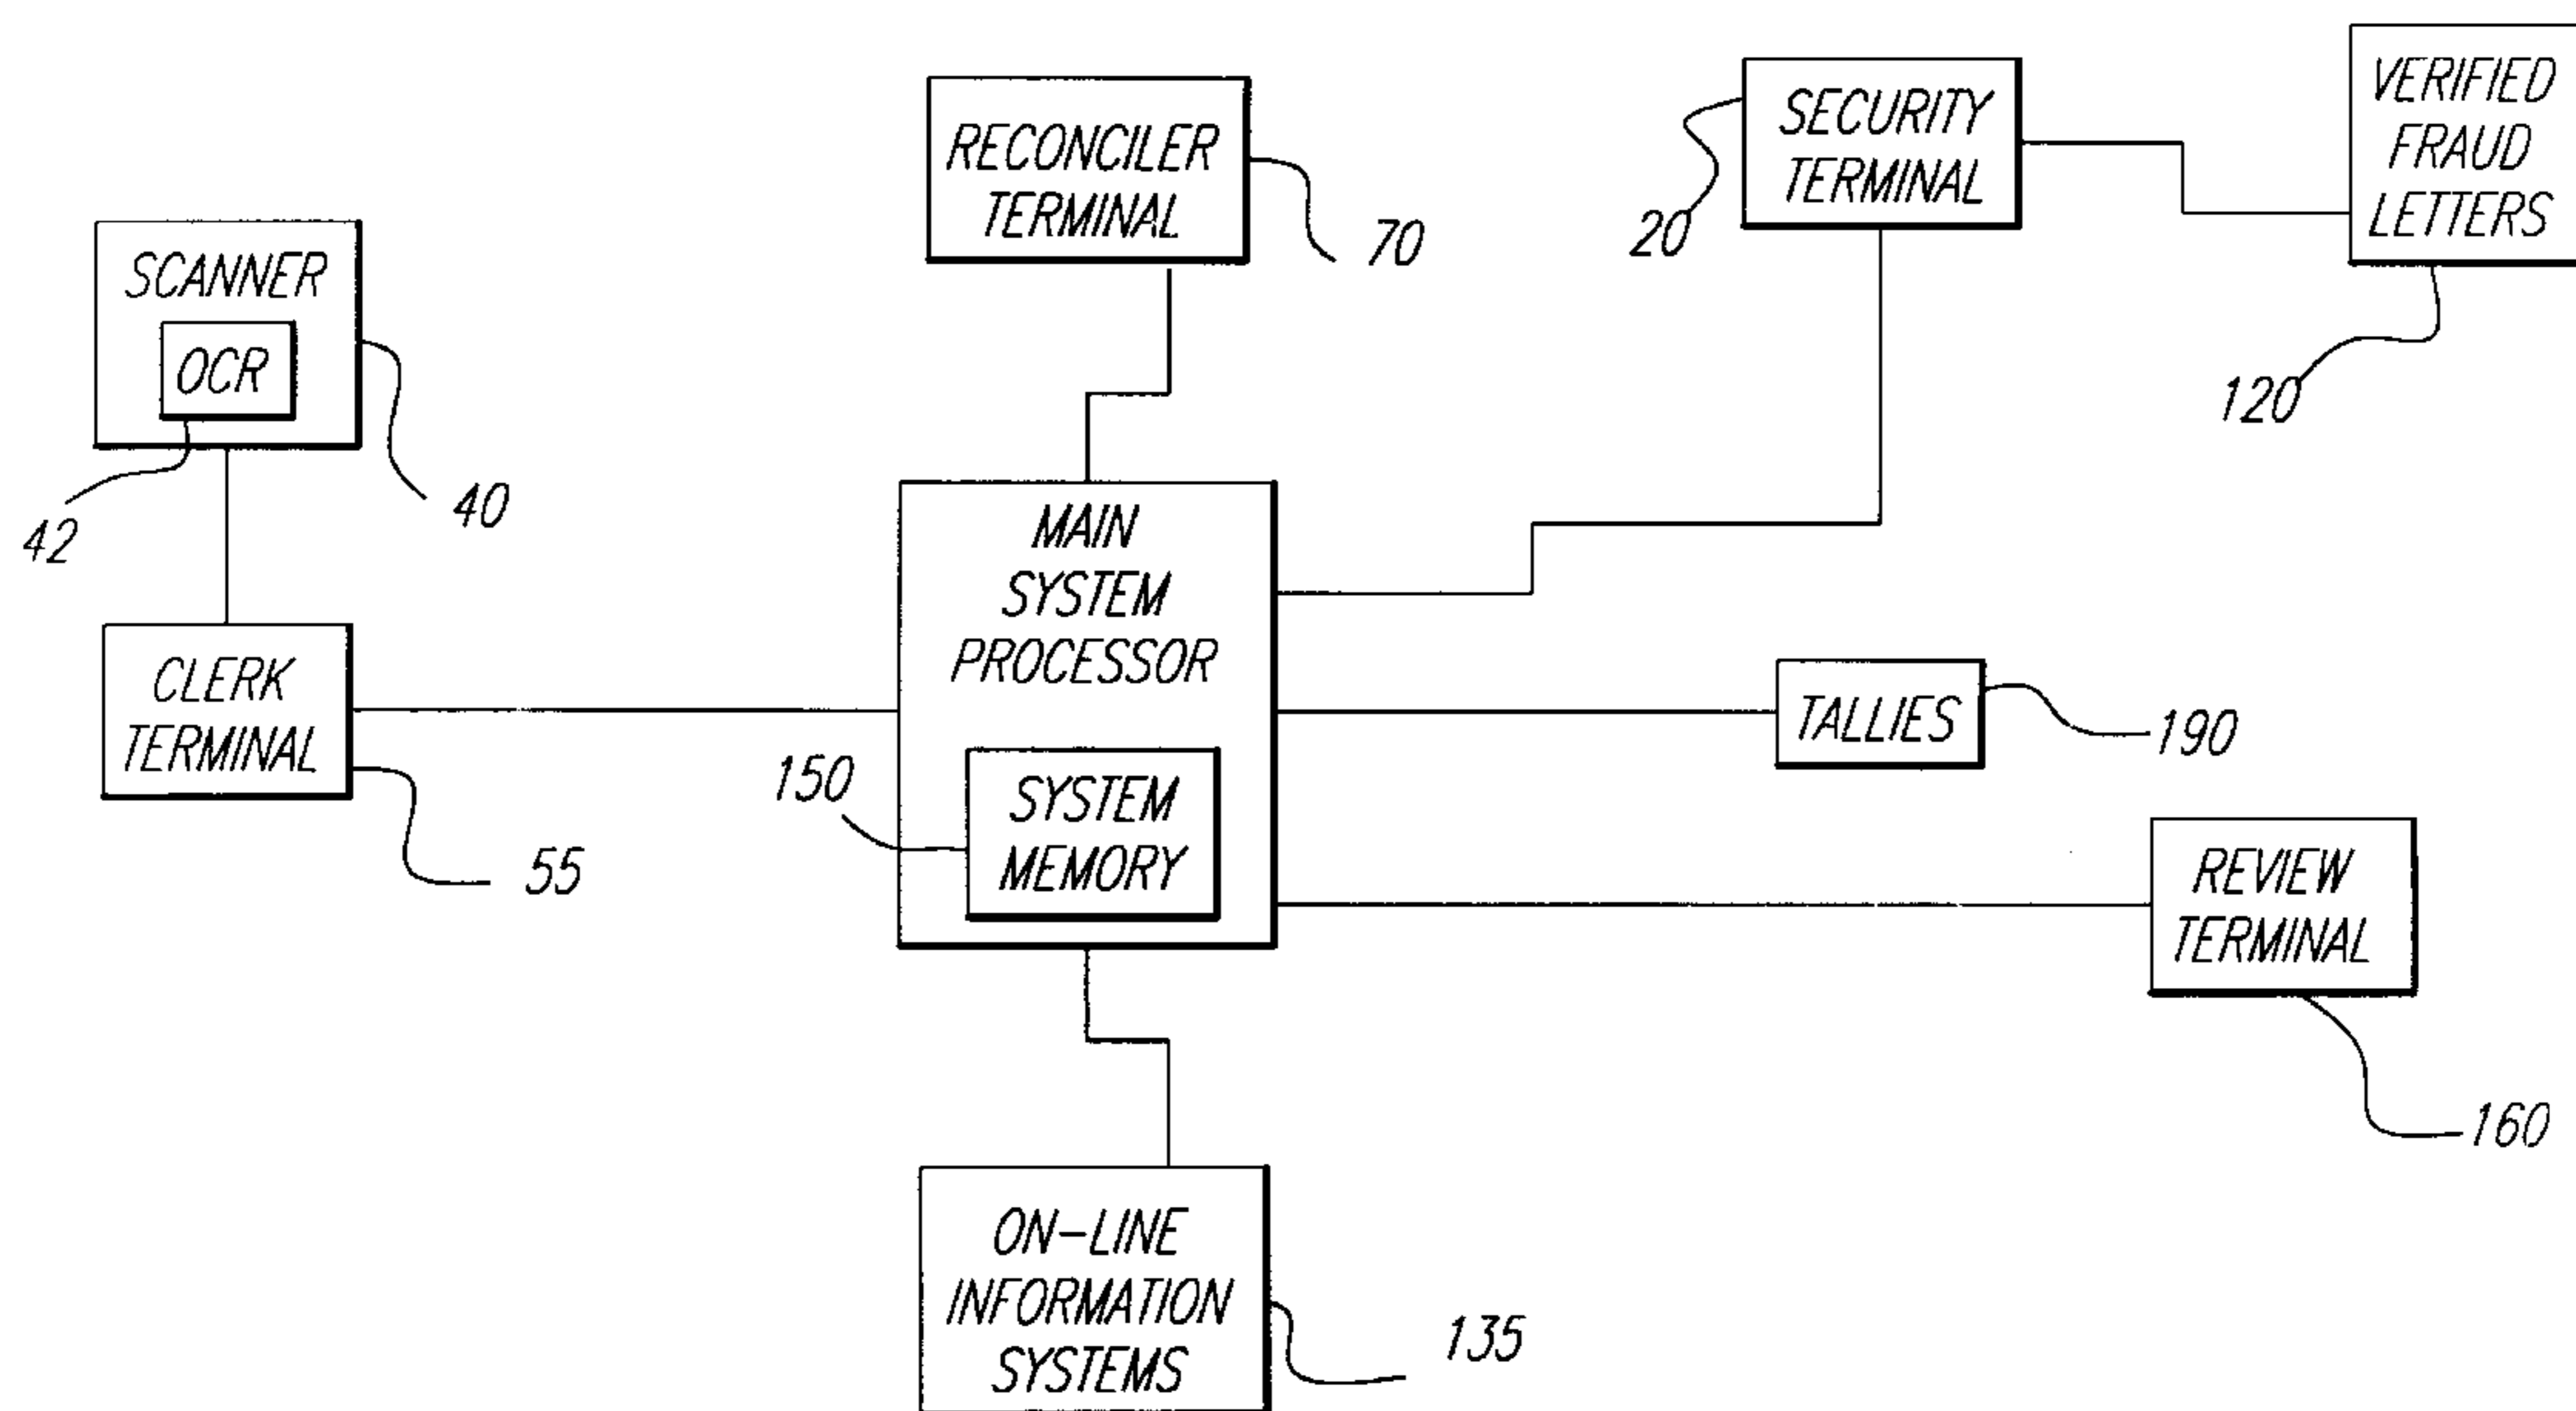 SCANNER
OCR
42
40
CLERK
TERMINAL
55
RECONCILER
TERMINAL
70
MAIN
SYSTEM
PROCESSOR
150
SYSTEM
MEMORY
ON-LINE
INFORMATION
SYSTEMS
135
SECURITY
TERMINAL
20
VERIFIED
FRAUD
LETTERS
120
TALLIES
190
REVIEW
TERMINAL
160